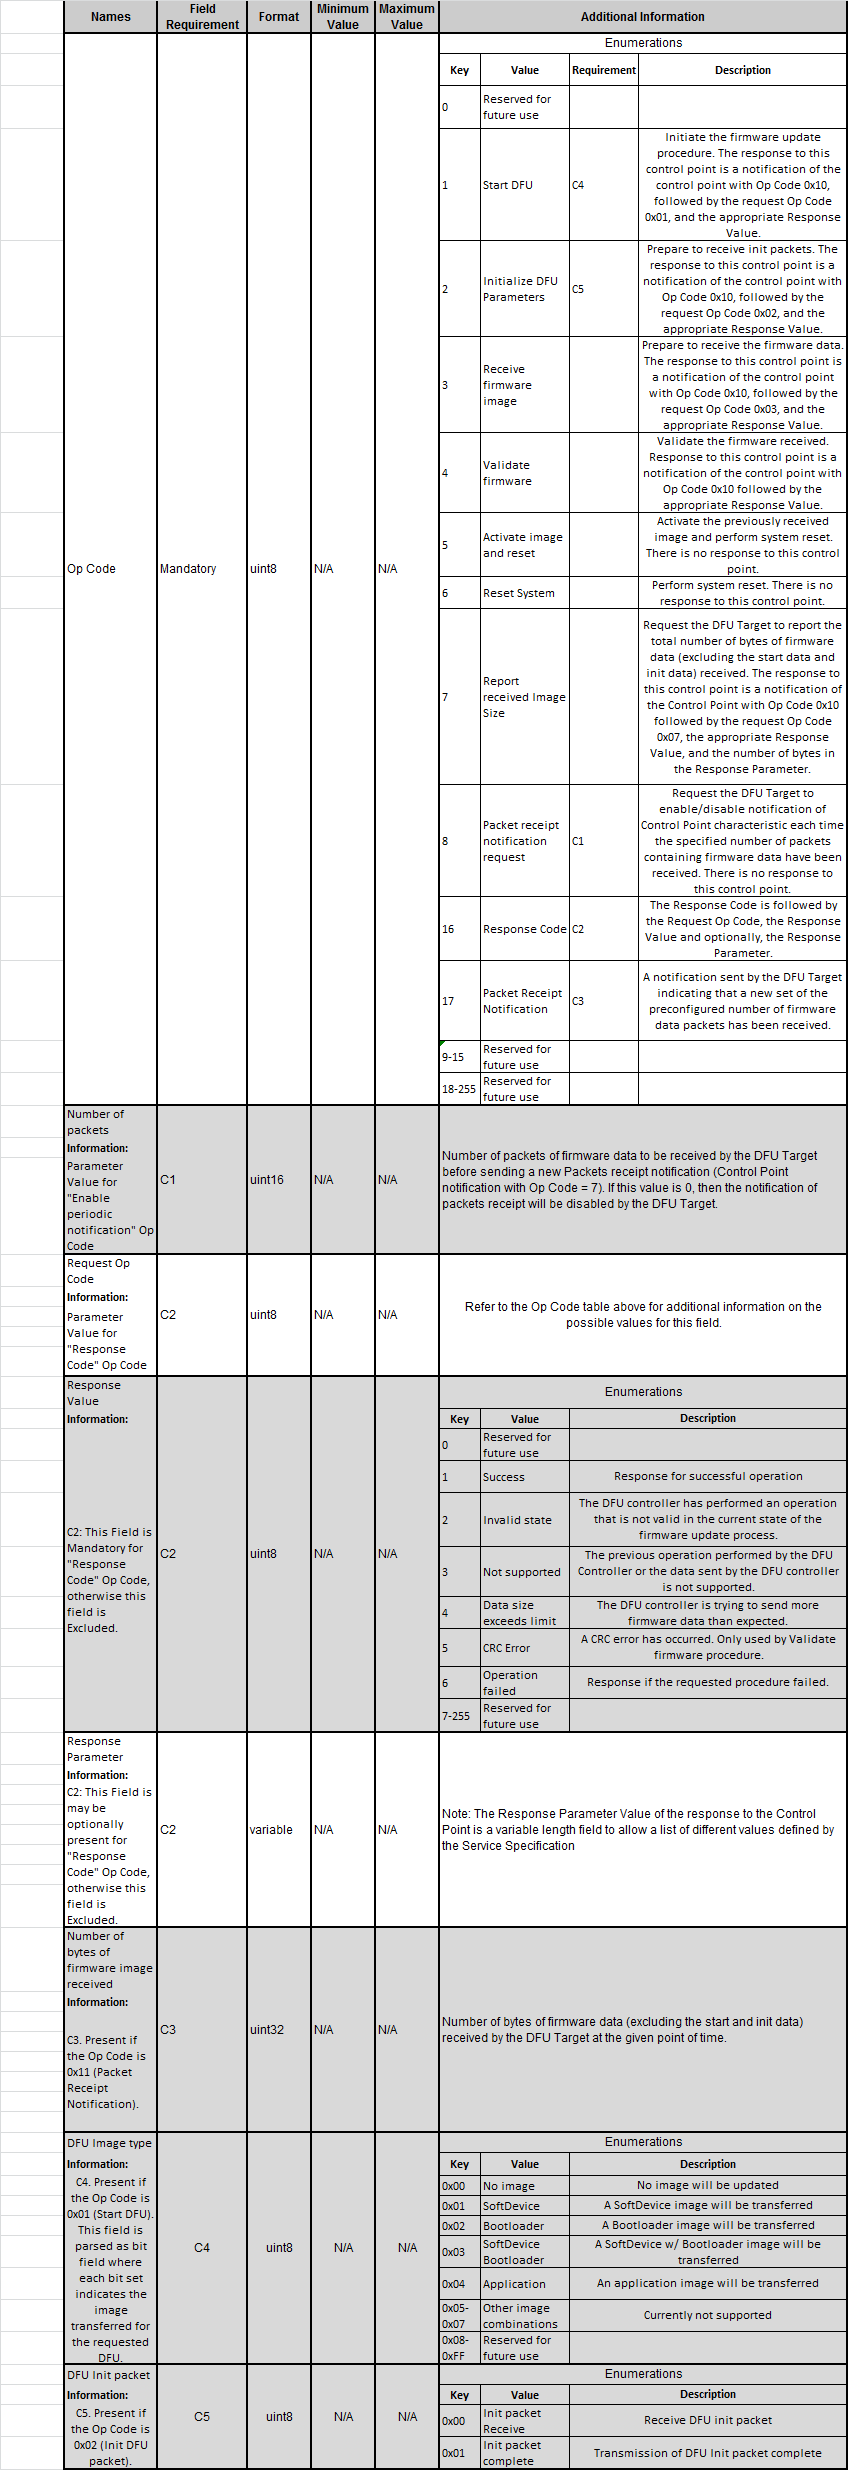 Names
Field
Requirement
Format
Minimum
Value
Maximum
Value
Additional Information
Op Code
Mandatory
uint8
N/A
N/A
Enumerations
Key
Value
Requirement
Description
0
Reserved for
future use
1
Start DFU
C4
Initiate the firmware update
procedure. The response to this
control point is a notification of the
control point with Op Code 0x10,
followed by the request Op Code
0x01, and the appropriate Response
Value.
2
Initialize DFU
Parameters
C5
Prepare to receive init packets. The
response to this control point is a
notification of the control point with
Op Code 0x10, followed by the
request Op Code 0x02, and the
appropriate Response Value.
3
Receive
firmware
image
Prepare to receive the firmware data.
The response to this control point is
a notification of the control point
with Op Code 0x10, followed by the
request Op Code 0x03, and the
appropriate Response Value.
4
Validate
firmware
Validate the firmware received.
Response to this control point is a
notification of the control point with
Op Code 0x10 followed by the
appropriate Response Value.
5
Activate image
and reset
Activate the previously received
image and perform system reset.
There is no response to this control
point.
6
Reset System
Perform system reset. There is no
response to this control point.
7
Report
received Image
Size
Request the DFU Target to report the
total number of bytes of firmware
data (excluding the start data and
init data) received. The response to
this control point is a notification of
the Control Point with Op Code 0x10
followed by the request Op Code
0x07, the appropriate Response
Value, and the number of bytes in
the Response Parameter.
8
Packet receipt
notification
request
C1
Request the DFU Target to
enable/disable notification of
Control Point characteristic each time
the specified number of packets
containing firmware data have been
received. There is no response to
this control point.
16
Response Code
C2
The Response Code is followed by
the Request Op Code, the Response
Value and optionally, the Response
Parameter.
17
Packet Receipt
Notification
C3
A notification sent by the DFU Target
indicating that a new set of the
preconfigured number of firmware
data packets has been received.
9-15
Reserved for
future use
18-255
Reserved for
future use
Number of
packets
Information:
Parameter
Value for
"Enable
periodic
notification" Op
Code
C1
uint16
N/A
N/A
Number of packets of firmware data to be received by the DFU Target
before sending a new Packets receipt notification (Control Point
notification with Op Code = 7). If this value is 0, then the notification of
packets receipt will be disabled by the DFU Target.
Request Op
Code
Information:
Parameter
Value for
"Response
Code" Op Code
C2
uint8
N/A
N/A
Refer to the Op Code table above for additional information on the
possible values for this field.
Response
Value
Information:
C2: This Field is
Mandatory for
"Response
Code" Op Code,
otherwise this
field is
Excluded.
C2
uint8
N/A
N/A
Enumerations
Key
Value
Description
0
Reserved for
future use
1
Success
Response for successful operation
2
Invalid state
The DFU controller has performed an operation
that is not valid in the current state of the
firmware update process.
3
Not supported
The previous operation performed by the DFU
Controller or the data sent by the DFU controller
is not supported.
4
Data size
exceeds limit
The DFU controller is trying to send more
firmware data than expected.
5
CRC Error
A CRC error has occurred. Only used by Validate
firmware procedure.
6
Operation
failed
Response if the requested procedure failed.
7-255
Reserved for
future use
Response
Parameter
Information:
C2: This Field is
may be
optionally
present for
"Response
Code" Op Code,
otherwise this
field is
Excluded.
C2
variable
N/A
N/A
Note: The Response Parameter Value of the response to the Control
Point is a variable length field to allow a list of different values defined by
the Service Specification
Number of
bytes of
firmware image
received
Information:
C3. Present if
the Op Code is
0x11 (Packet
Receipt
Notification).
C3
uint32
N/A
N/A
Number of bytes of firmware data (excluding the start and init data)
received by the DFU Target at the given point of time.
DFU Image type
Information:
C4. Present if
the Op Code is
0x01 (Start DFU).
This field is
parsed as bit
field where
each bit set
indicates the
image
transferred for
the requested
DFU.
C4
uint8
N/A
N/A
Enumerations
Key
Value
Description
0x00
No image
No image will be updated
0x01
SoftDevice
A SoftDevice image will be transferred
0x02
Bootloader
A Bootloader image will be transferred
0x03
SoftDevice
Bootloader
A SoftDevice w/ Bootloader image will be
transferred
0x04
Application
An application image will be transferred
0x05-
0x07
Other image
combinations
Currently not supported
0x08-
0xFF
Reserved for
future use
DFU Init packet
Information:
C5. Present if
the Op Code is
0x02 (Init DFU
packet).
C5
uint8
N/A
N/A
Enumerations
Key
Value
Description
0x00
Init packet
Receive
Receive DFU init packet
0x01
Init packet
complete
Transmission of DFU Init packet complete